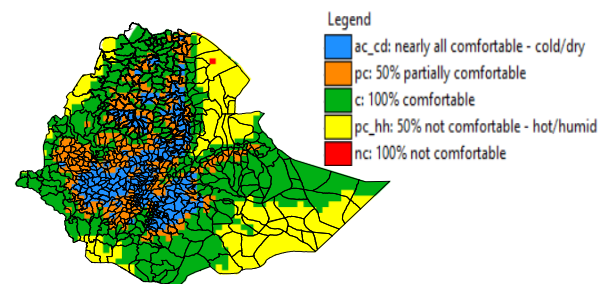 Legend
ac_cd: nearly all comfortable - cold/dry
pc: 50% partially comfortable
c: 100% comfortable
pc_hh: 50% not comfortable - hot/humid
nc: 100% not comfortable